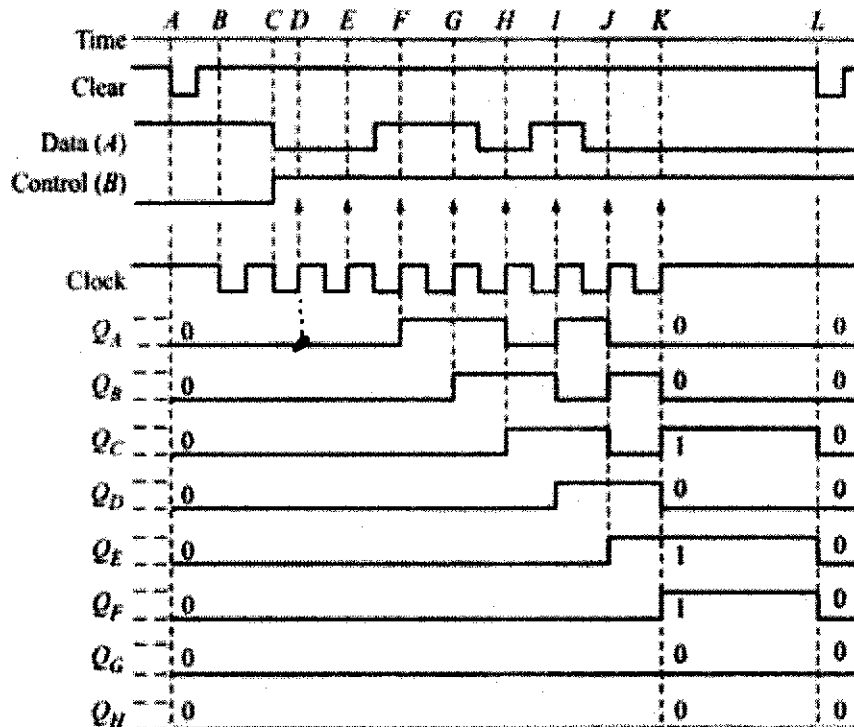 A B C D E F G H I J K L
Time
Clear
Data (A)
Control (B)
Clock
Q_A 0 0 0
Q_B 0 0 0
Q_C 0 1 0
Q_D 0 0 0
Q_E 0 1 0
Q_F 0 1 0
Q_G 0 0 0
Q_H 0 0 0